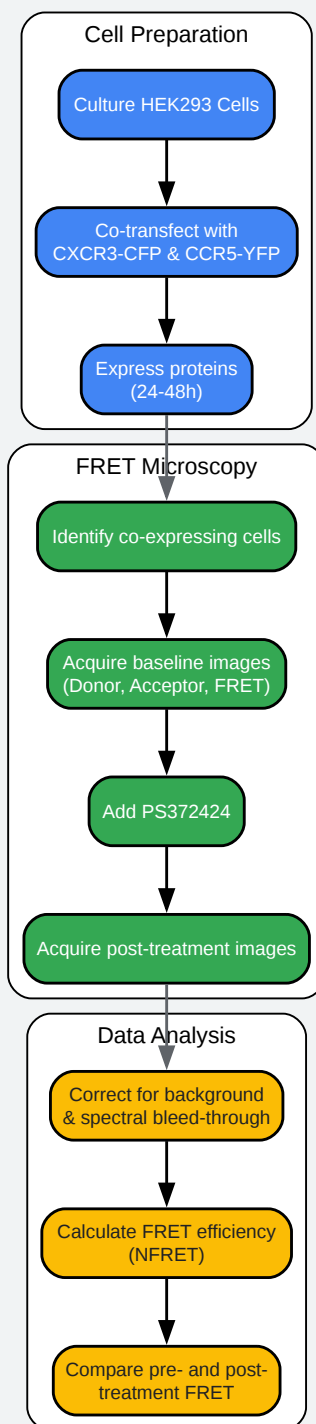 Cell Preparation
Culture HEK293 Cells
Co-transfect with
CXCR3-CFP & CCR5-YFP
Express proteins
(24-48h)
FRET Microscopy
Identify co-expressing cells
Acquire baseline images
(Donor, Acceptor, FRET)
Add PS372424
Acquire post-treatment images
Data Analysis
Correct for background
& spectral bleed-through
Calculate FRET efficiency
(NFRET)
Compare pre- and post-
treatment FRET